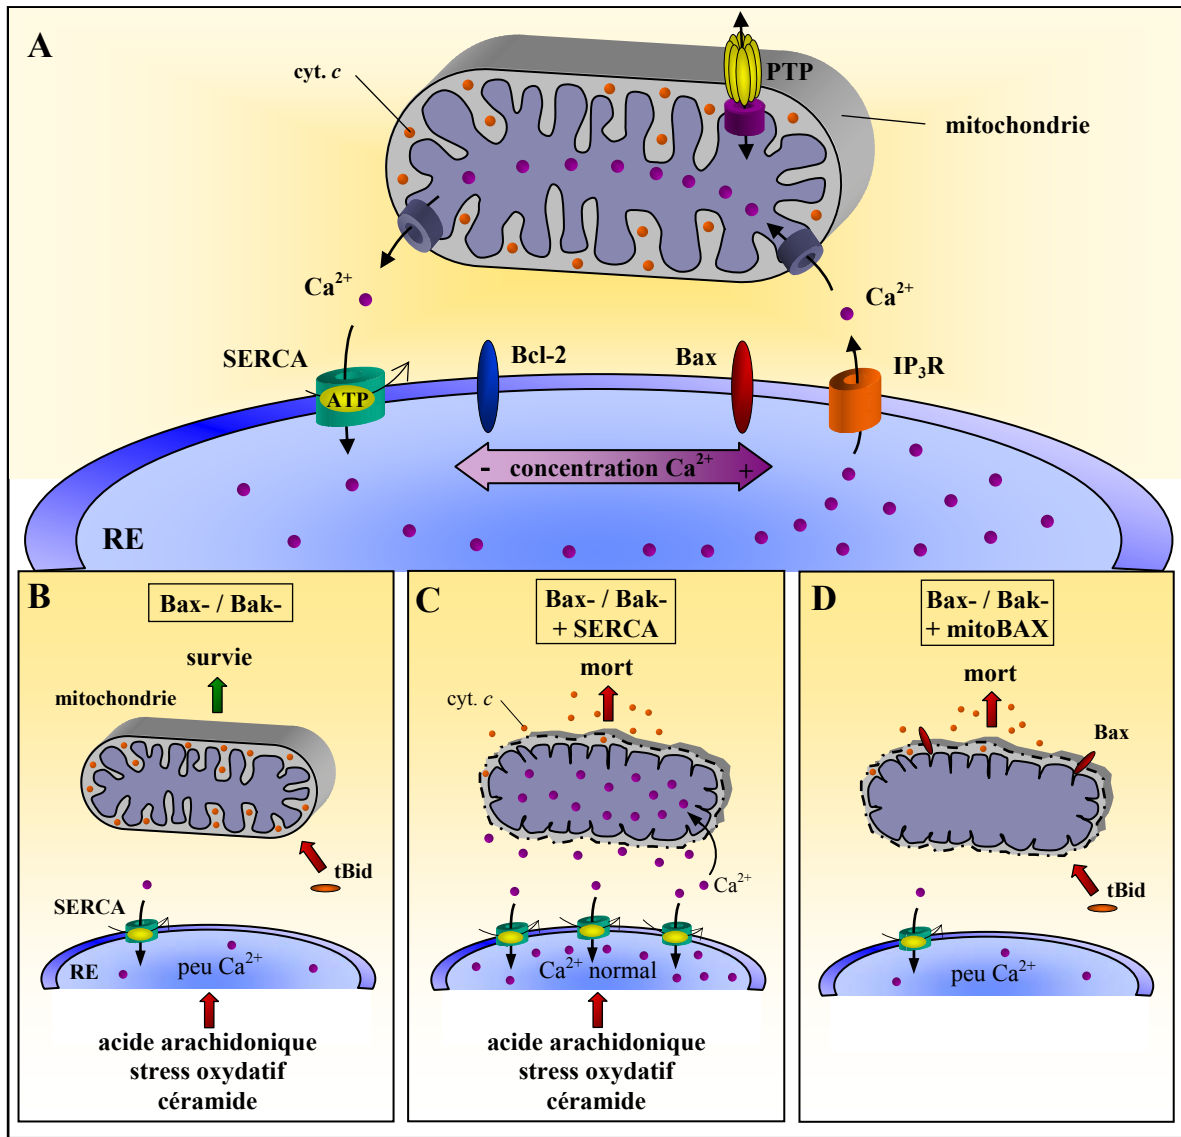 A
cyt. c
PTP
mitochondrie
Ca2+
Ca2+
SERCA
Bcl-2
Bax
IP3R
ATP
- concentration Ca2+ +
RE
B
Bax- / Bak-
survie
mitochondrie
tBid
SERCA
RE
peu Ca2+
acide arachidonique
stress oxydatif
céramide
C
Bax- / Bak-
+ SERCA
mort
cyt. c
Ca2+
Ca2+ normal
acide arachidonique
stress oxydatif
céramide
D
Bax- / Bak-
+ mitoBAX
mort
Bax
tBid
peu Ca2+